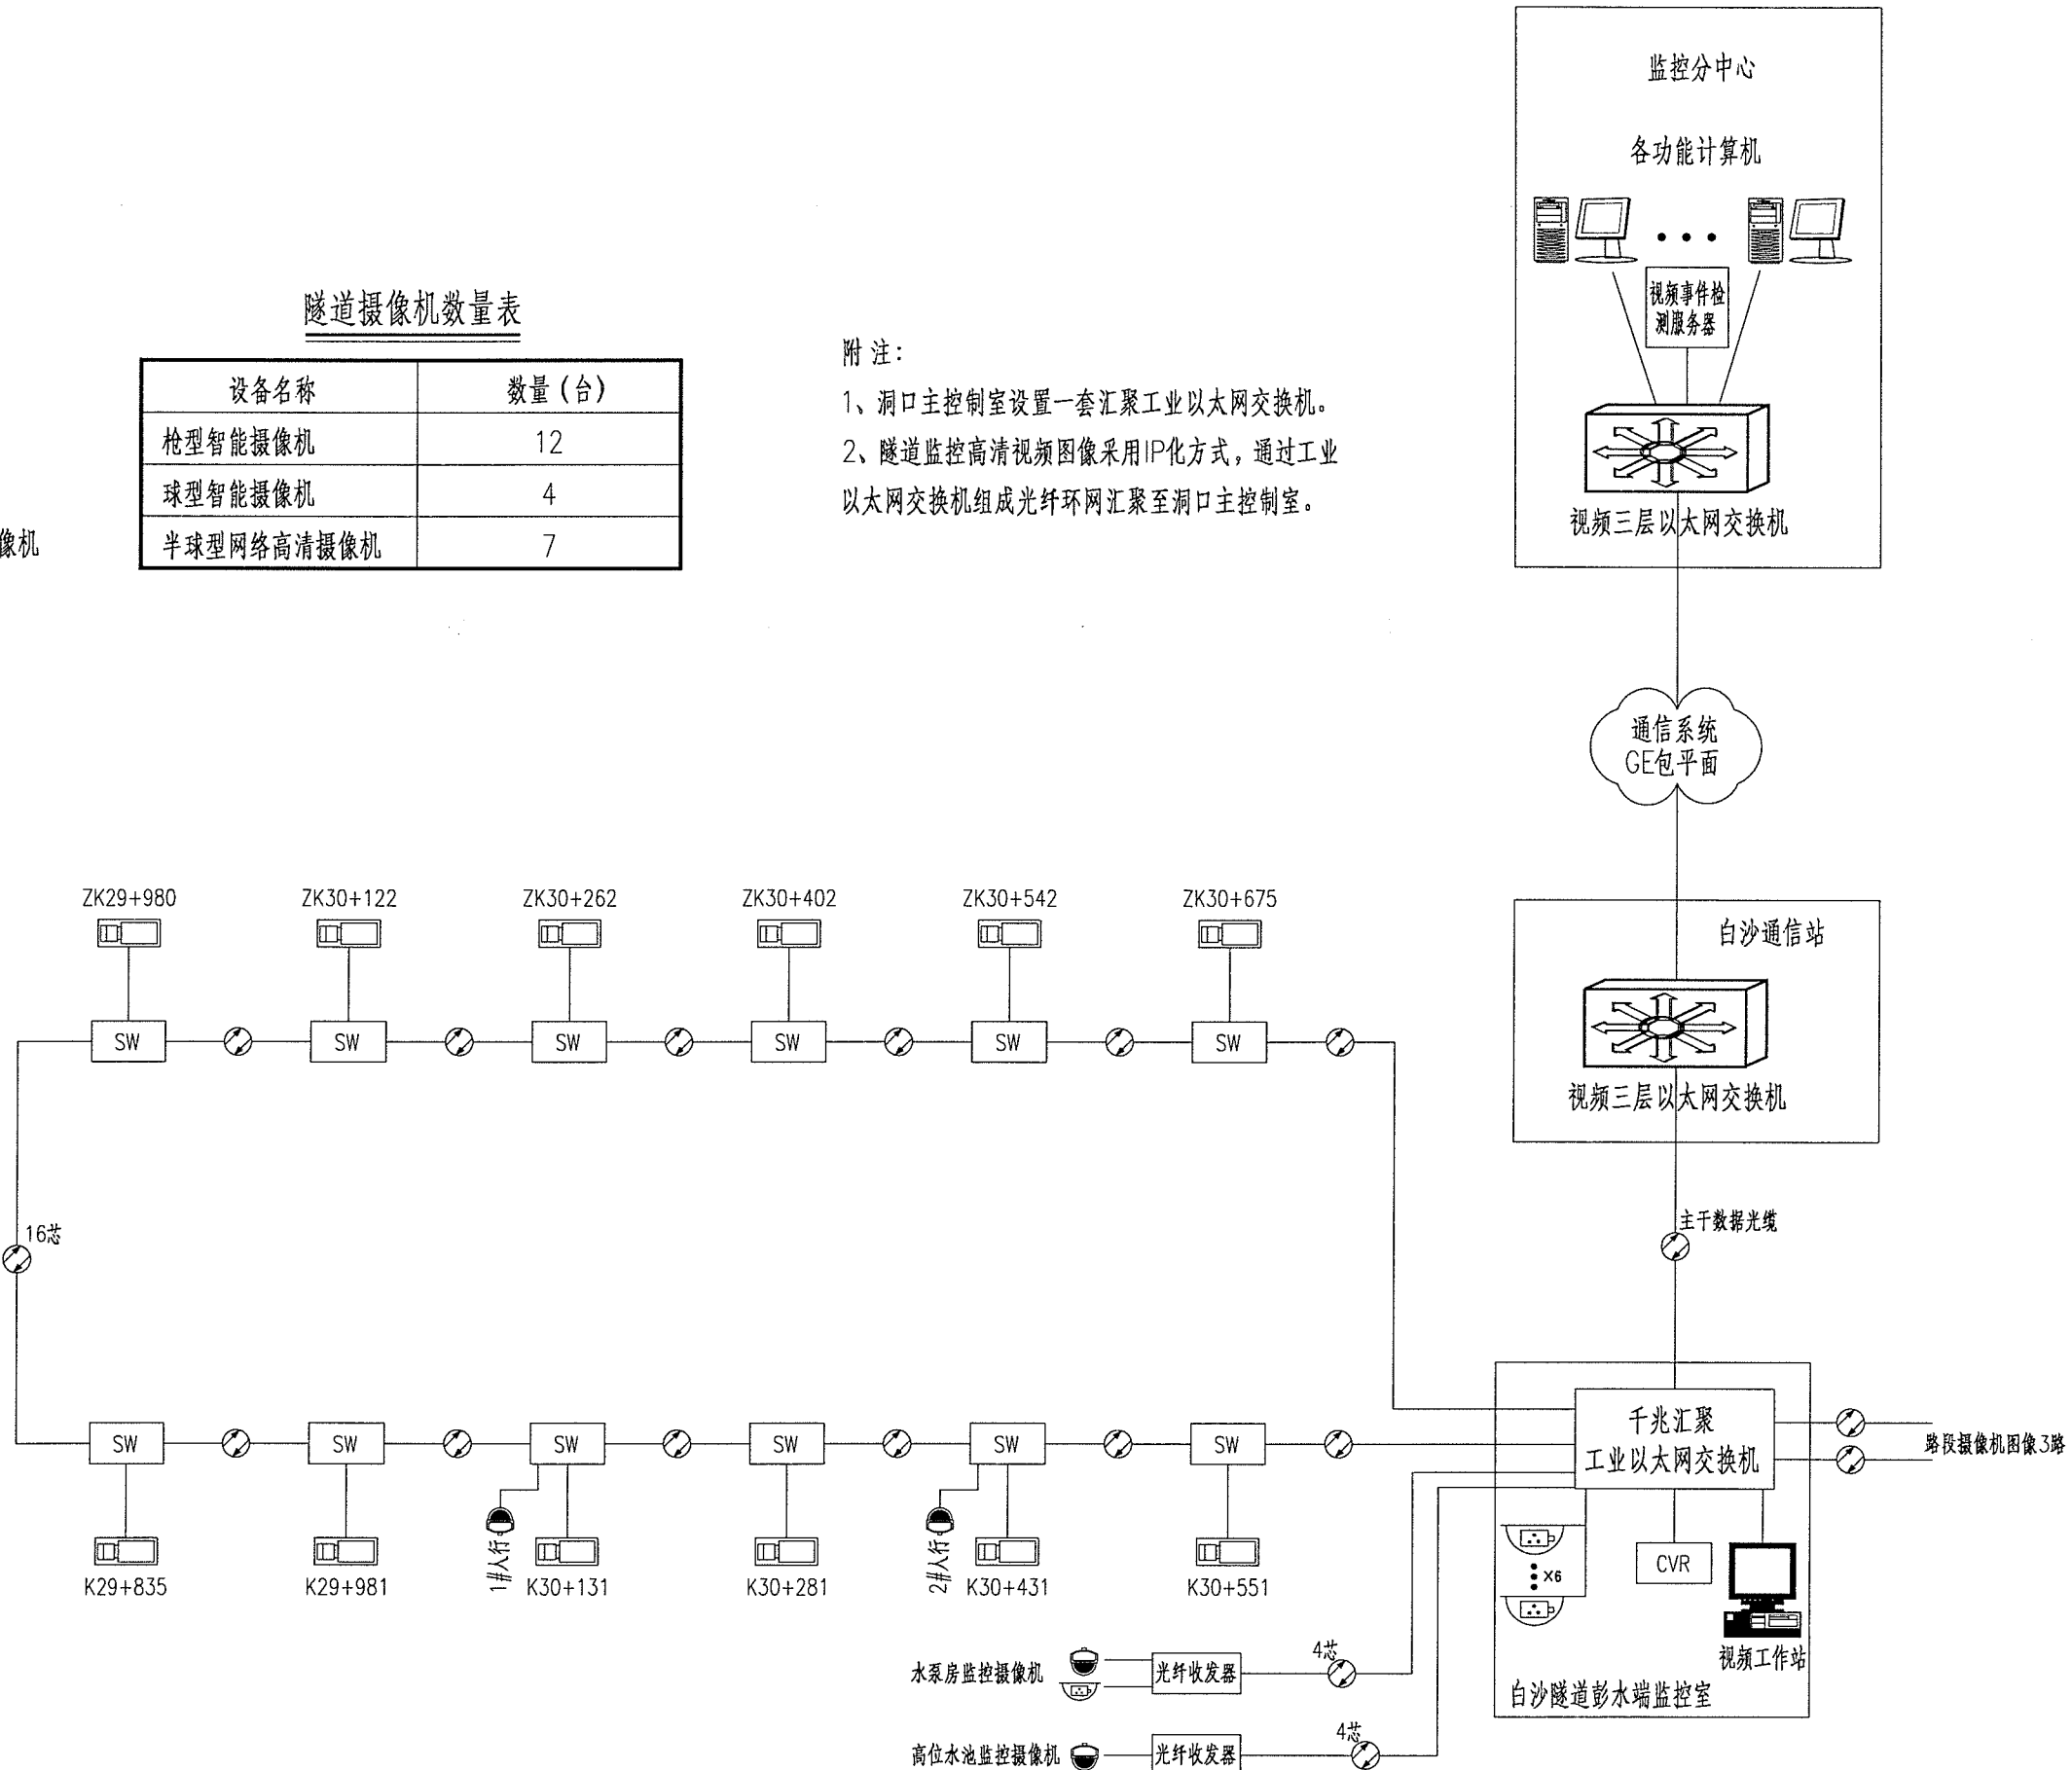 监控分中心
各功能计算机
视频事件检
测服务器
视频三层以太网交换机
隧道摄像机数量表
设备名称 数量（台）
枪型智能摄像机 12
球型智能摄像机 4
半球型网络高清摄像机 7
像机
附 注：
1、洞口主控制室设置一套汇聚工业以太网交换机。
2、隧道监控高清视频图像采用IP化方式，通过工业
以太网交换机组成光纤环网汇聚至洞口主控制室。
通信系统
GE包平面
白沙通信站
视频三层以太网交换机
主干数据光缆
ZK29+980 ZK30+122 ZK30+262 ZK30+402 ZK30+542 ZK30+675
SW SW SW SW SW SW
16芯
SW SW SW SW SW SW
1#人行 2#人行
K29+835 K29+981 K30+131 K30+281 K30+431 K30+551
千兆汇聚
工业以太网交换机
路段摄像机图像3路
X6
CVR
视频工作站
白沙隧道彭水端监控室
水泵房监控摄像机 光纤收发器 4芯
高位水池监控摄像机 光纤收发器 4芯